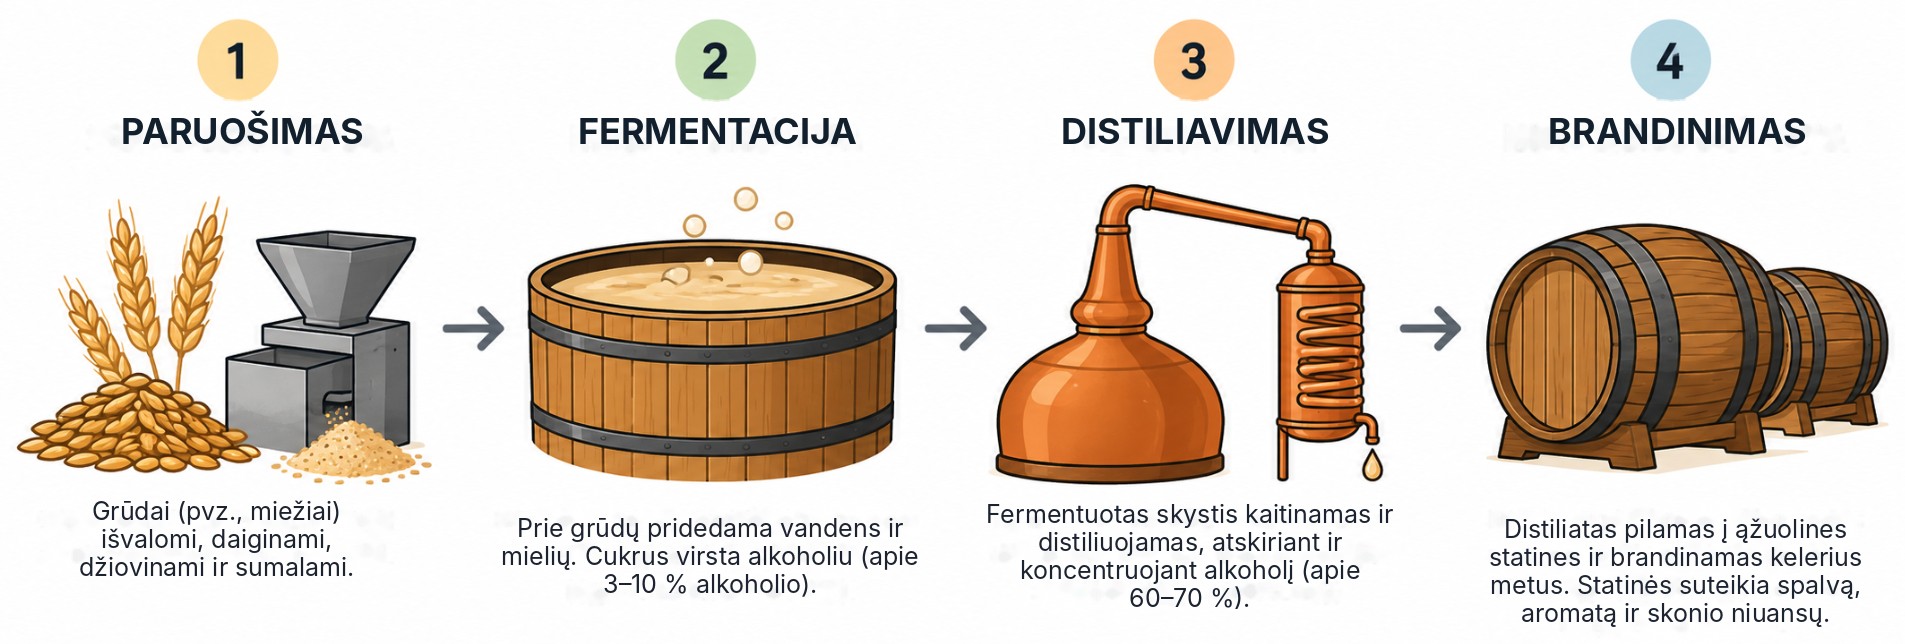 1
PARUOŠIMAS
Grūdai (pvz., miežiai)
išvalomi, daiginami,
džiovinami ir sumalami.
2
FERMENTACIJA
Prie grūdų pridedama vandens ir
mielių. Cukrus virsta alkoholiu (apie
3–10 % alkoholio).
3
DISTILIAVIMAS
Fermentuotas skystis kaitinamas ir
distiliuojamas, atskiriant ir
koncentruojant alkoholį (apie
60–70 %).
4
BRANDINIMAS
Distiliatas pilamas į ąžuolines
statines ir brandinamas kelerius
metus. Statinės suteikia spalvą,
aromatą ir skonio niuansų.